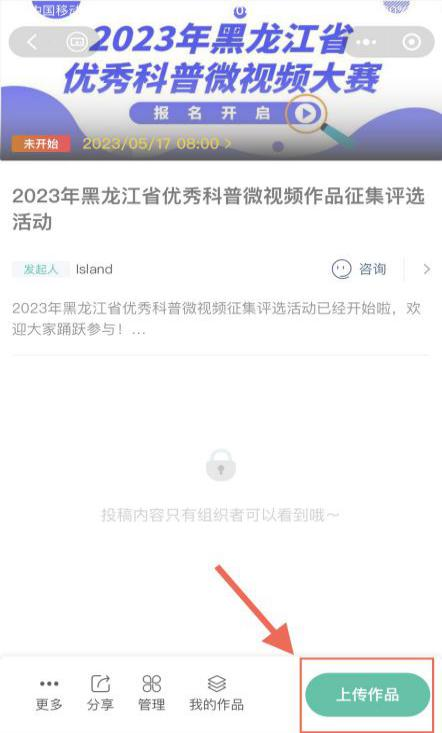 中国移动
2023年黑龙江省
优秀科普微视频大赛
报名开启
未开始 2023/05/17 08:00 >
2023年黑龙江省优秀科普微视频作品征集评选
活动
发起人 Island 咨询
2023年黑龙江省优秀科普微视频征集评选活动已经开始啦，欢
迎大家踊跃参与！...
投稿内容只有组织者可以看到哦～
更多 分享 管理 我的作品 上传作品